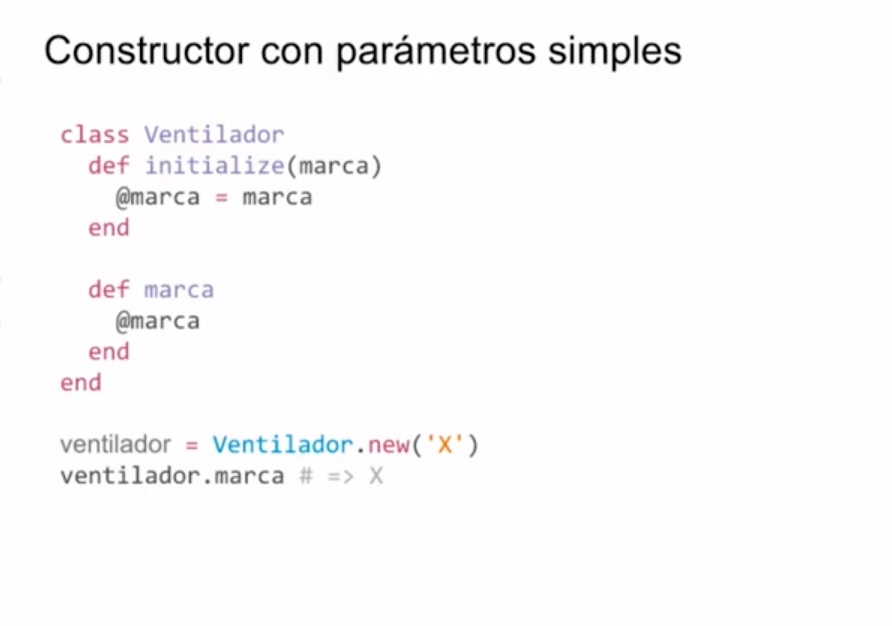 Constructor con parámetros simples
class Ventilador
  def initialize(marca)
    @marca = marca
  end
  def marca
    @marca
  end
end
ventilador = Ventilador.new('X')
ventilador.marca # => X